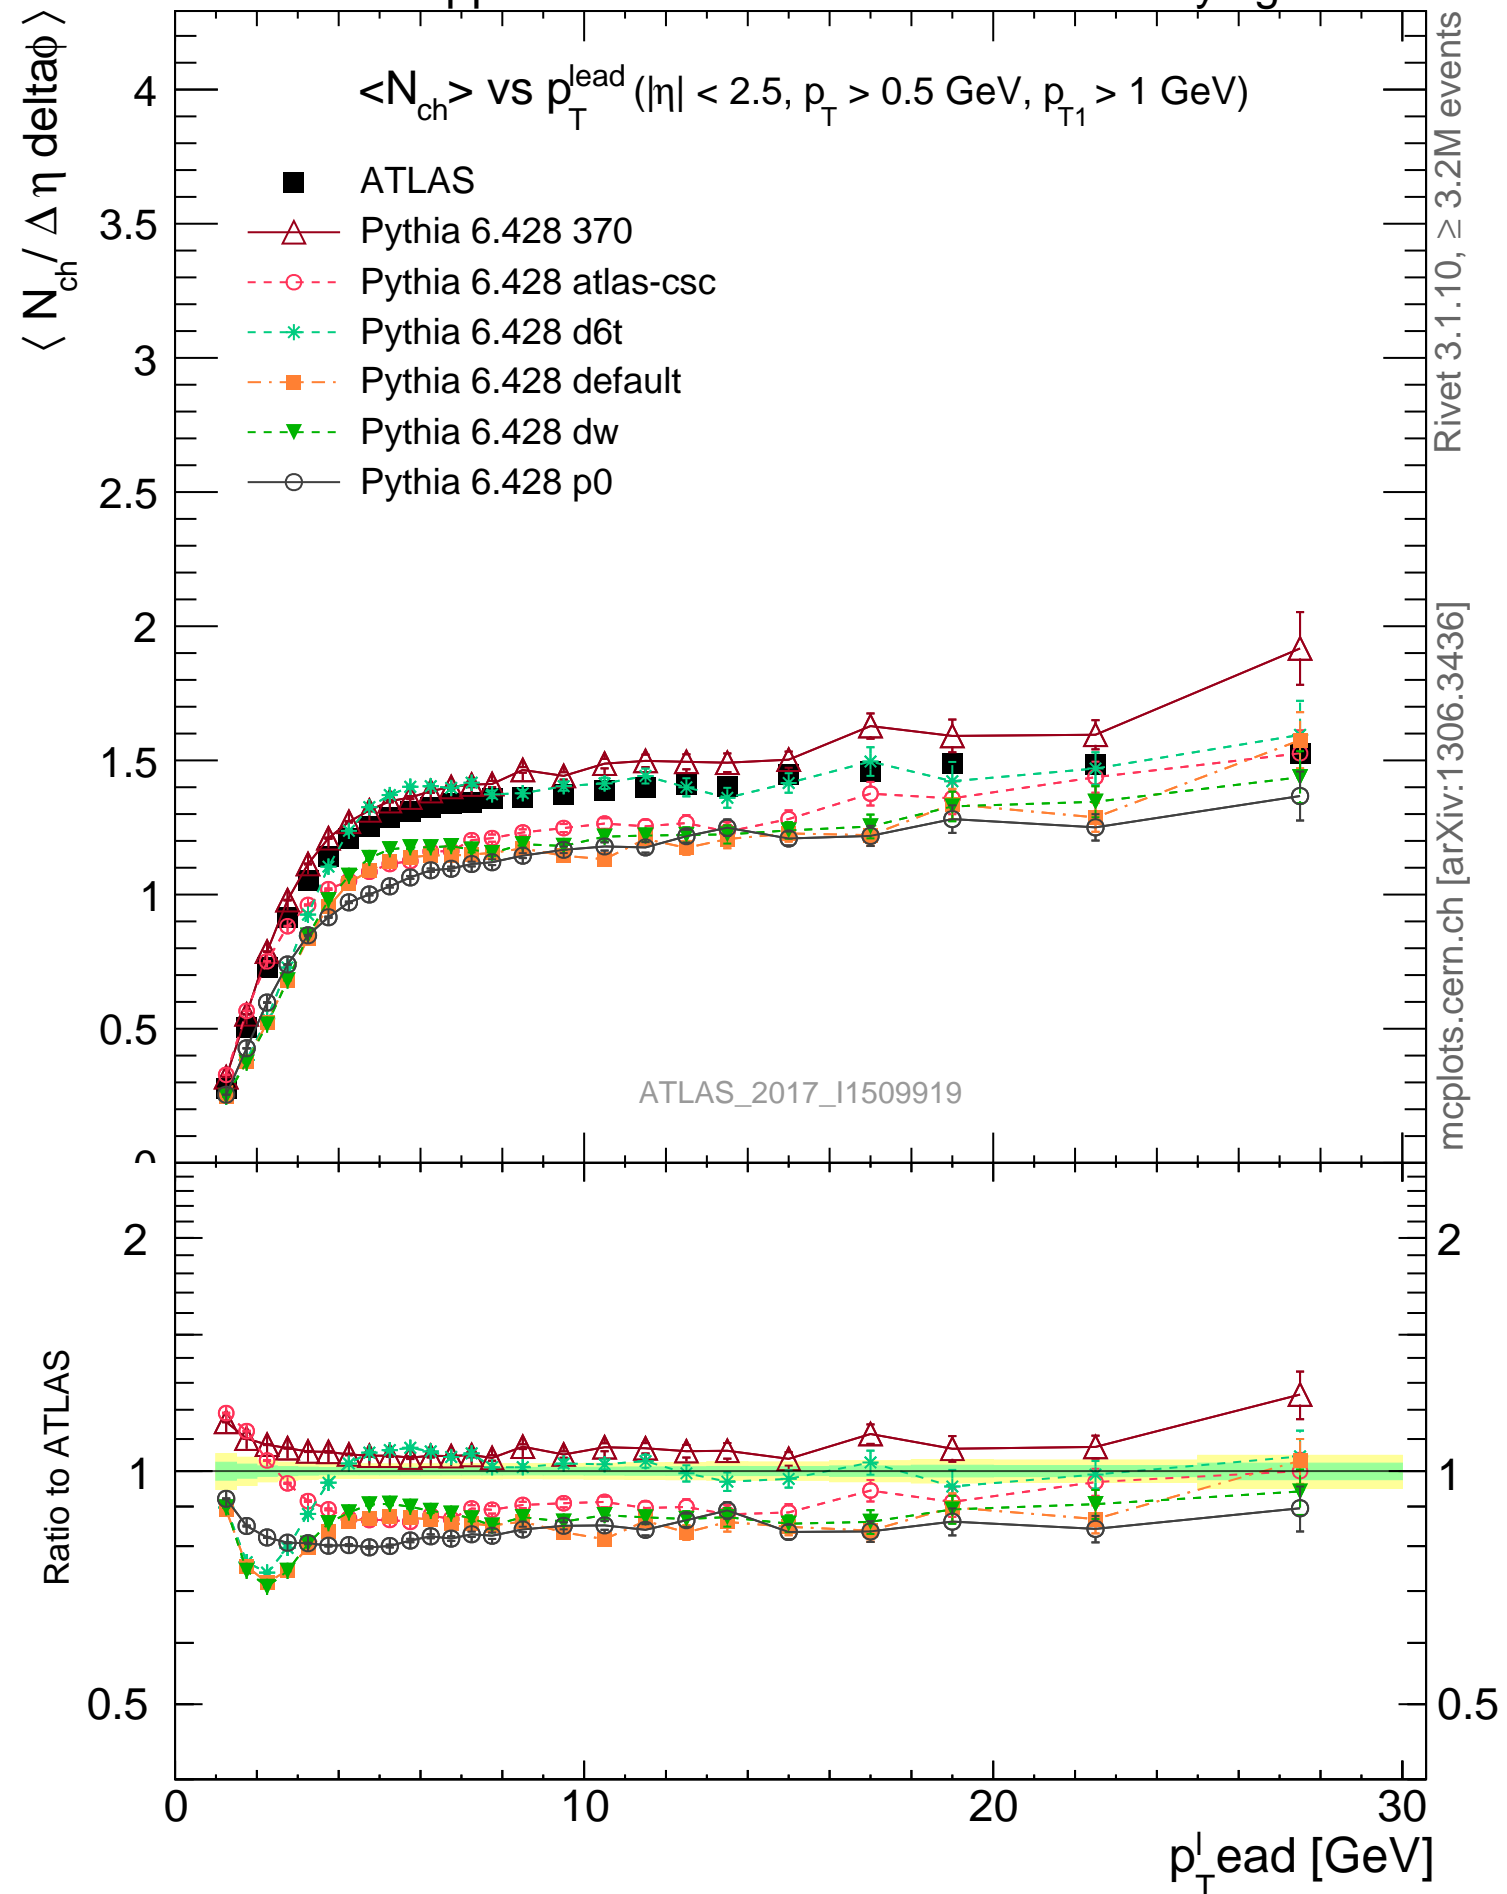 <N_ch> vs p_T^lead (|η| < 2.5, p_T > 0.5 GeV, p_T1 > 1 GeV)
⟨ N_ch / Δ η deltaϕ ⟩
ATLAS
Pythia 6.428 370
Pythia 6.428 atlas-csc
Pythia 6.428 d6t
Pythia 6.428 default
Pythia 6.428 dw
Pythia 6.428 p0
4
3.5
3
2.5
2
1.5
1
0.5
0
ATLAS_2017_I1509919
Rivet 3.1.10, ≥ 3.2M events
mcplots.cern.ch [arXiv:1306.3436]
Ratio to ATLAS
2
1
0.5
2
1
0.5
0
10
20
30
p_T^lead [GeV]